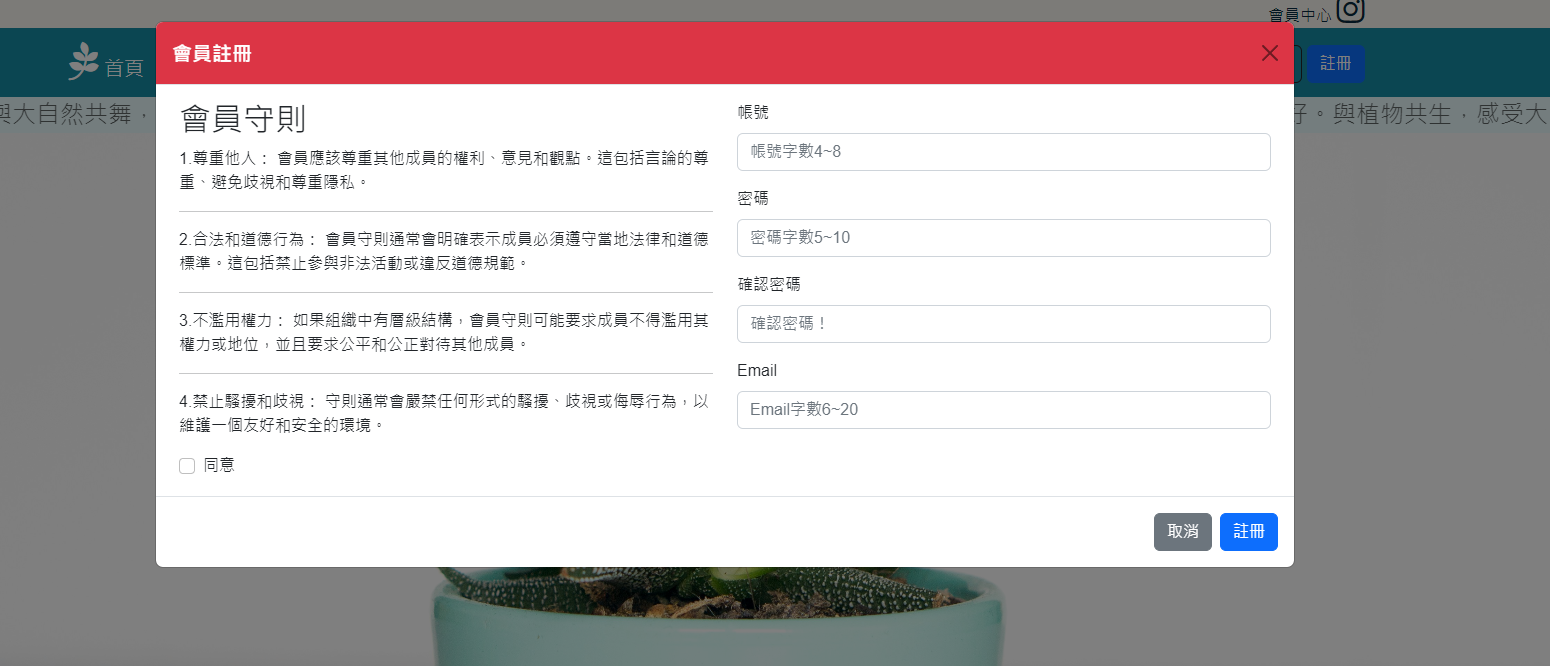 會員中心
首頁
註冊
與大自然共舞，
好。與植物共生，感受大
會員註冊
會員守則
1.尊重他人： 會員應該尊重其他成員的權利、意見和觀點。這包括言論的尊
重、避免歧視和尊重隱私。
2.合法和道德行為： 會員守則通常會明確表示成員必須遵守當地法律和道德
標準。這包括禁止參與非法活動或違反道德規範。
3.不濫用權力： 如果組織中有層級結構，會員守則可能要求成員不得濫用其
權力或地位，並且要求公平和公正對待其他成員。
4.禁止騷擾和歧視： 守則通常會嚴禁任何形式的騷擾、歧視或侮辱行為，以
維護一個友好和安全的環境。
同意
帳號
帳號字數4~8
密碼
密碼字數5~10
確認密碼
確認密碼！
Email
Email字數6~20
取消
註冊